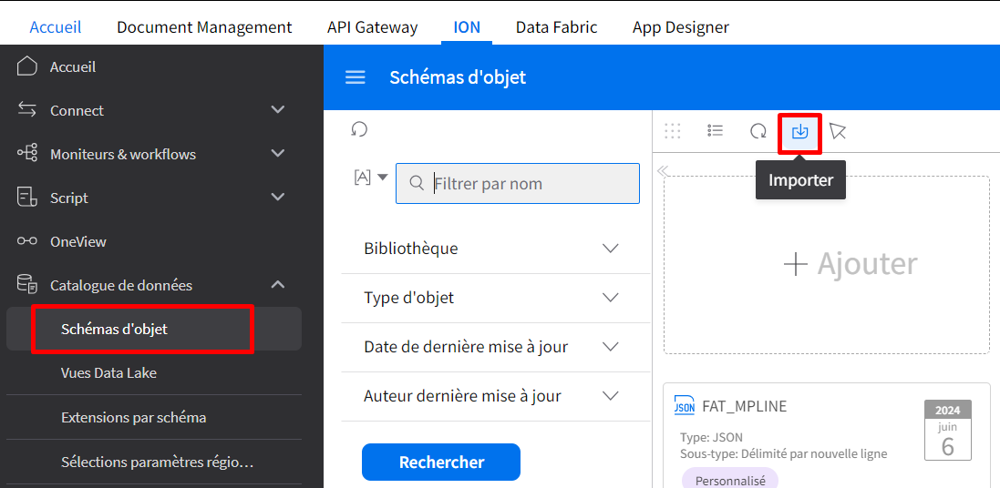 Accueil Document Management API Gateway ION Data Fabric App Designer
Accueil
Connect
Moniteurs & workflows
Script
OneView
Catalogue de données
Schémas d'objet
Vues Data Lake
Extensions par schéma
Sélections paramètres régio…
Schémas d'objet
[A]
Filtrer par nom
Bibliothèque
Type d'objet
Date de dernière mise à jour
Auteur dernière mise à jour
Rechercher
Importer
Ajouter
JSON FAT_MPLINE
Type: JSON
Sous-type: Délimité par nouvelle ligne
Personnalisé
2024
juin
6